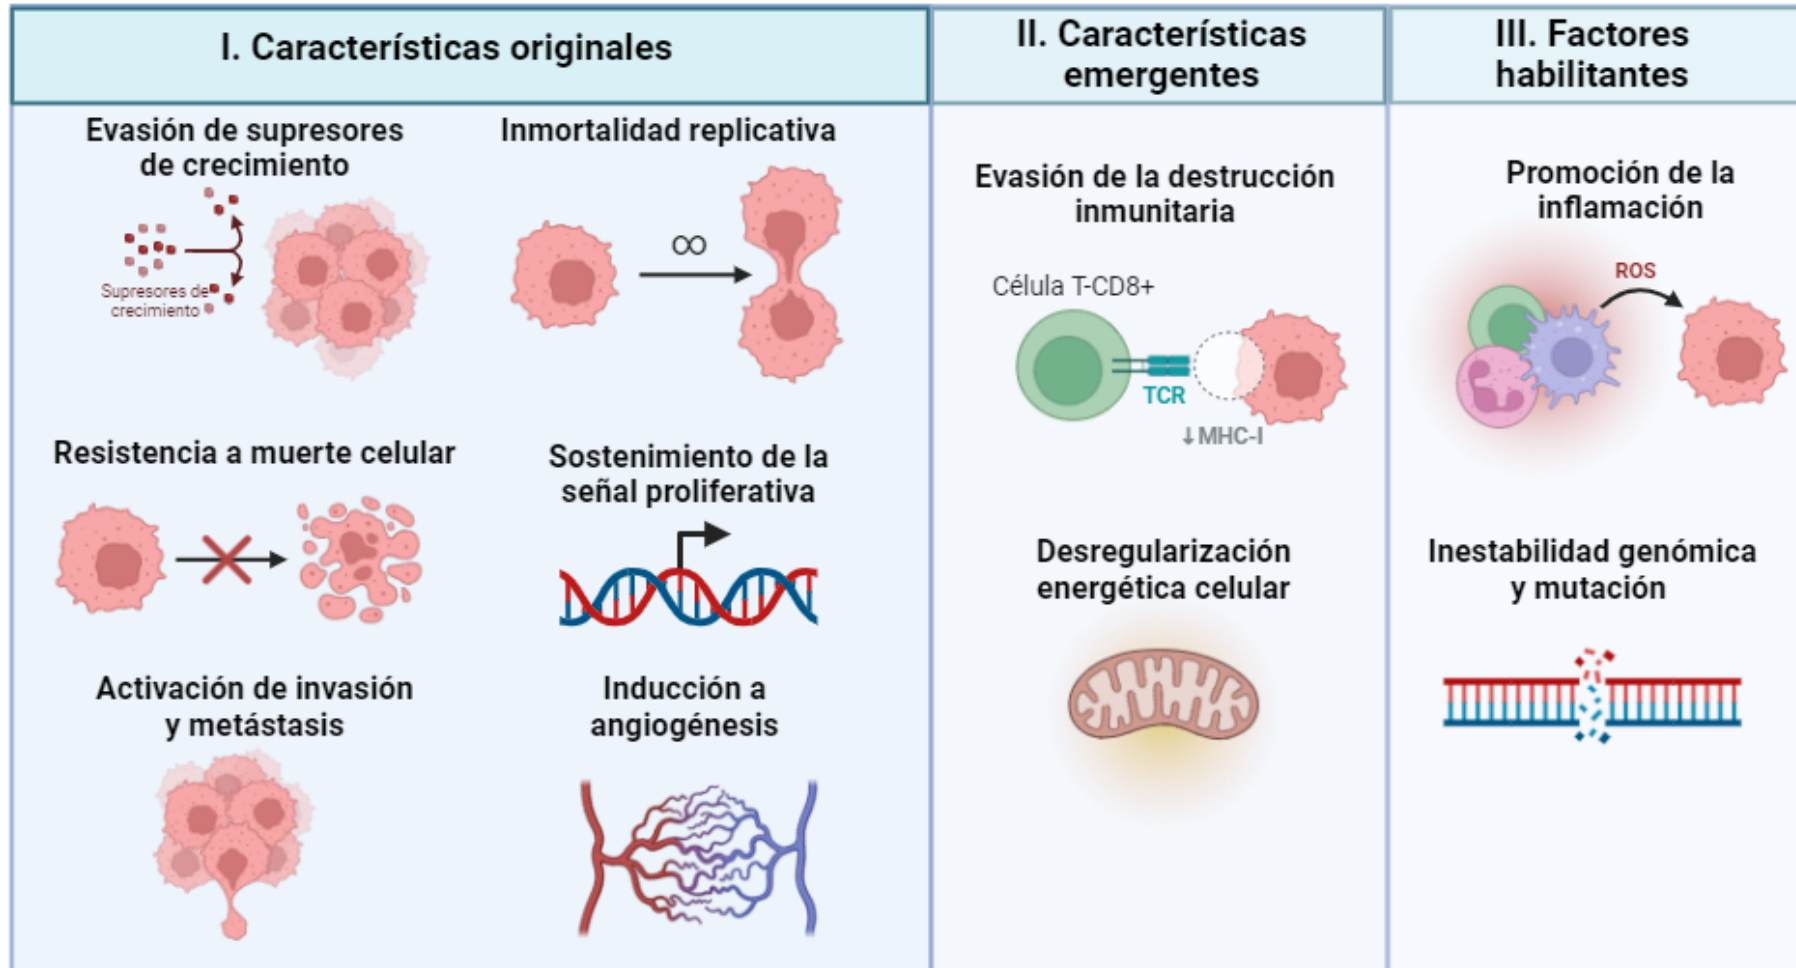 I. Características originales
II. Características
emergentes
III. Factores
habilitantes
Evasión de supresores
de crecimiento
Supresores de
crecimiento
Inmortalidad replicativa
∞
Resistencia a muerte celular
Sostenimiento de la
señal proliferativa
Activación de invasión
y metástasis
Inducción a
angiogénesis
Evasión de la destrucción
inmunitaria
Célula T-CD8+
TCR
↓MHC-I
Desregularización
energética celular
Promoción de la
inflamación
ROS
Inestabilidad genómica
y mutación